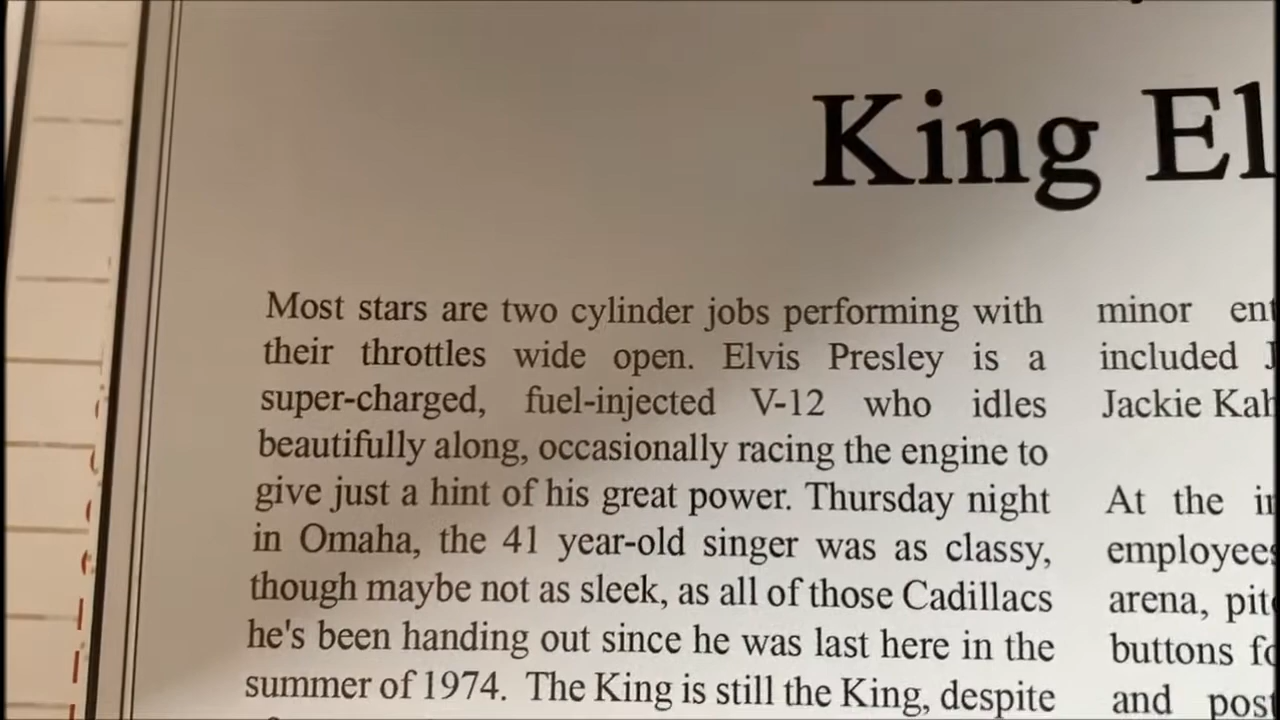 King El
Most stars are two cylinder jobs performing with
their throttles wide open. Elvis Presley is a
super-charged, fuel-injected V-12 who idles
beautifully along, occasionally racing the engine to
give just a hint of his great power. Thursday night
in Omaha, the 41 year-old singer was as classy,
though maybe not as sleek, as all of those Cadillacs
he's been handing out since he was last here in the
summer of 1974. The King is still the King, despite
minor
included
Jackie
At the
employees
arena,
buttons
and